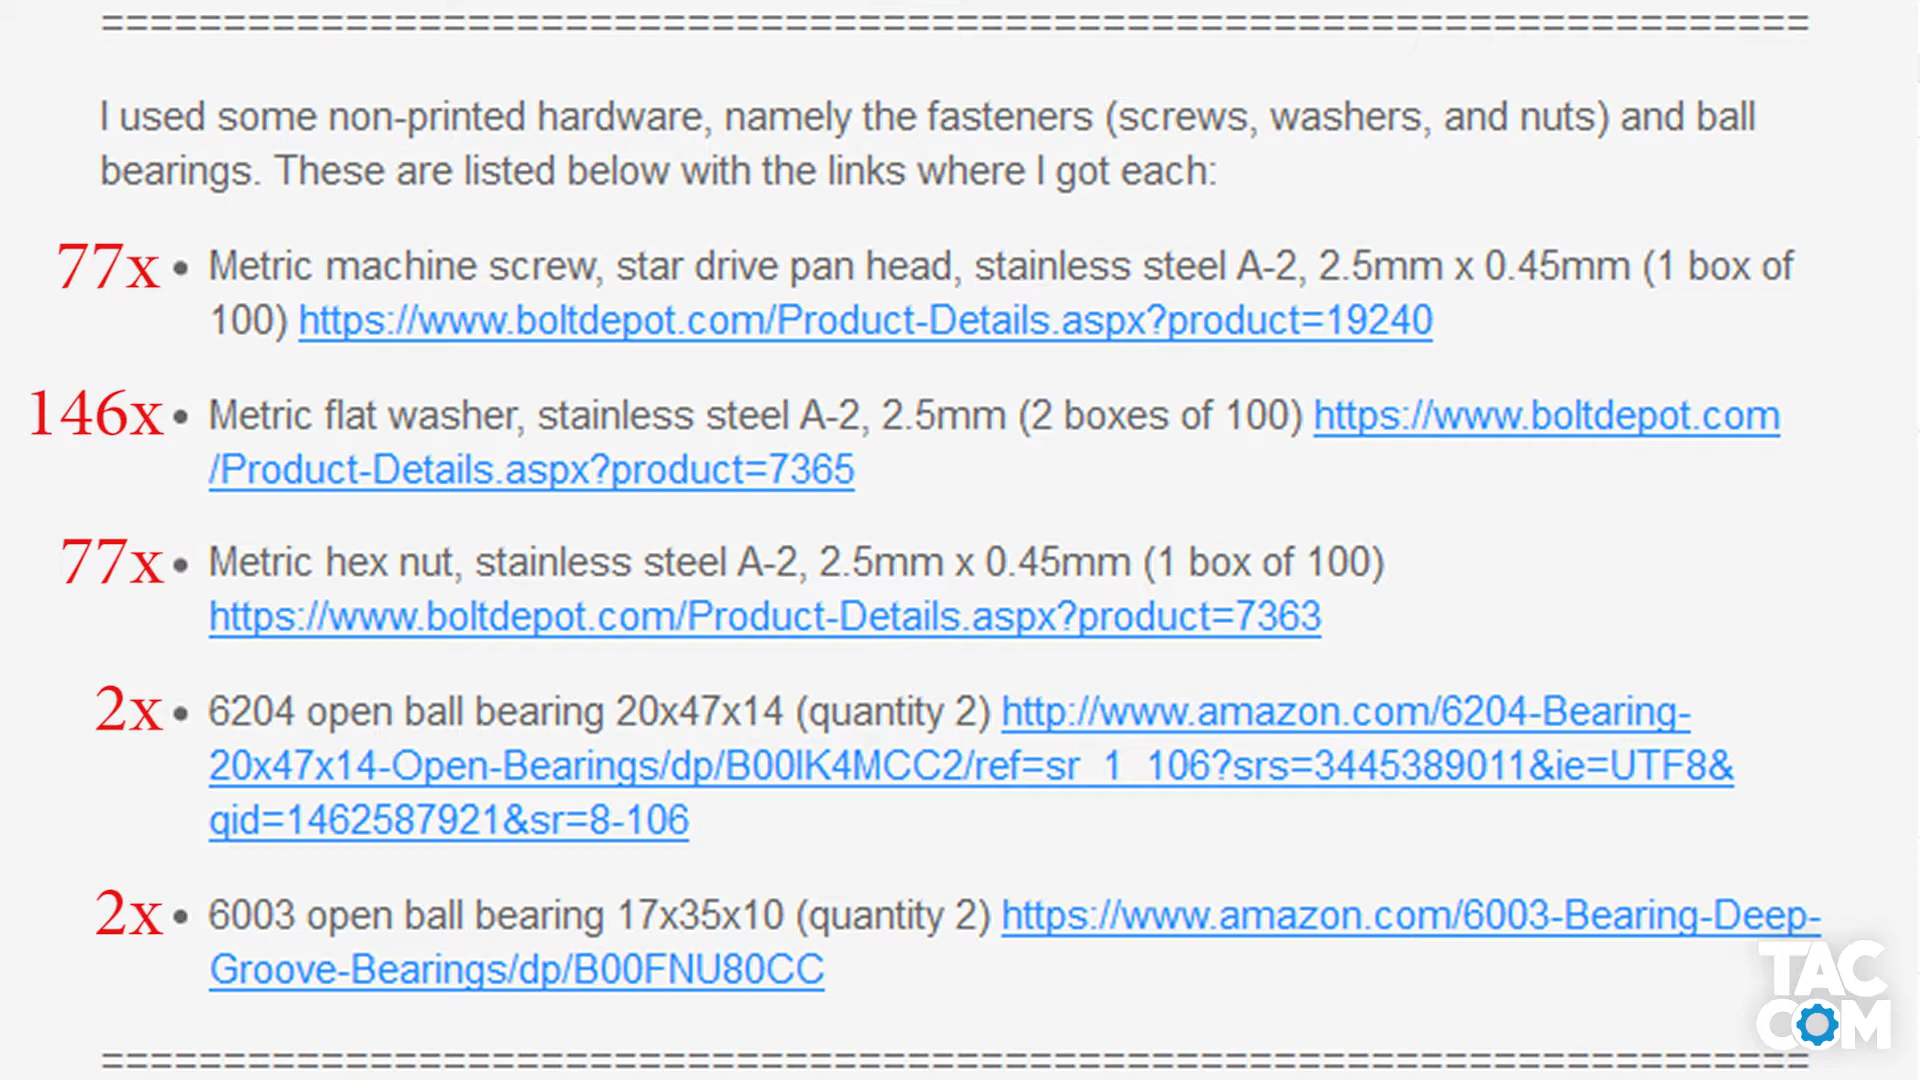 ==============================================================================
I used some non-printed hardware, namely the fasteners (screws, washers, and nuts) and ball
bearings. These are listed below with the links where I got each:
77x • Metric machine screw, star drive pan head, stainless steel A-2, 2.5mm x 0.45mm (1 box of
100) https://www.boltdepot.com/Product-Details.aspx?product=19240
146x • Metric flat washer, stainless steel A-2, 2.5mm (2 boxes of 100) https://www.boltdepot.com
/Product-Details.aspx?product=7365
77x • Metric hex nut, stainless steel A-2, 2.5mm x 0.45mm (1 box of 100)
https://www.boltdepot.com/Product-Details.aspx?product=7363
2x • 6204 open ball bearing 20x47x14 (quantity 2) http://www.amazon.com/6204-Bearing-
20x47x14-Open-Bearings/dp/B00IK4MCC2/ref=sr_1_106?srs=3445389011&ie=UTF8&
qid=1462587921&sr=8-106
2x • 6003 open ball bearing 17x35x10 (quantity 2) https://www.amazon.com/6003-Bearing-Deep-
Groove-Bearings/dp/B00FNU80CC
TAC
COM
==============================================================================